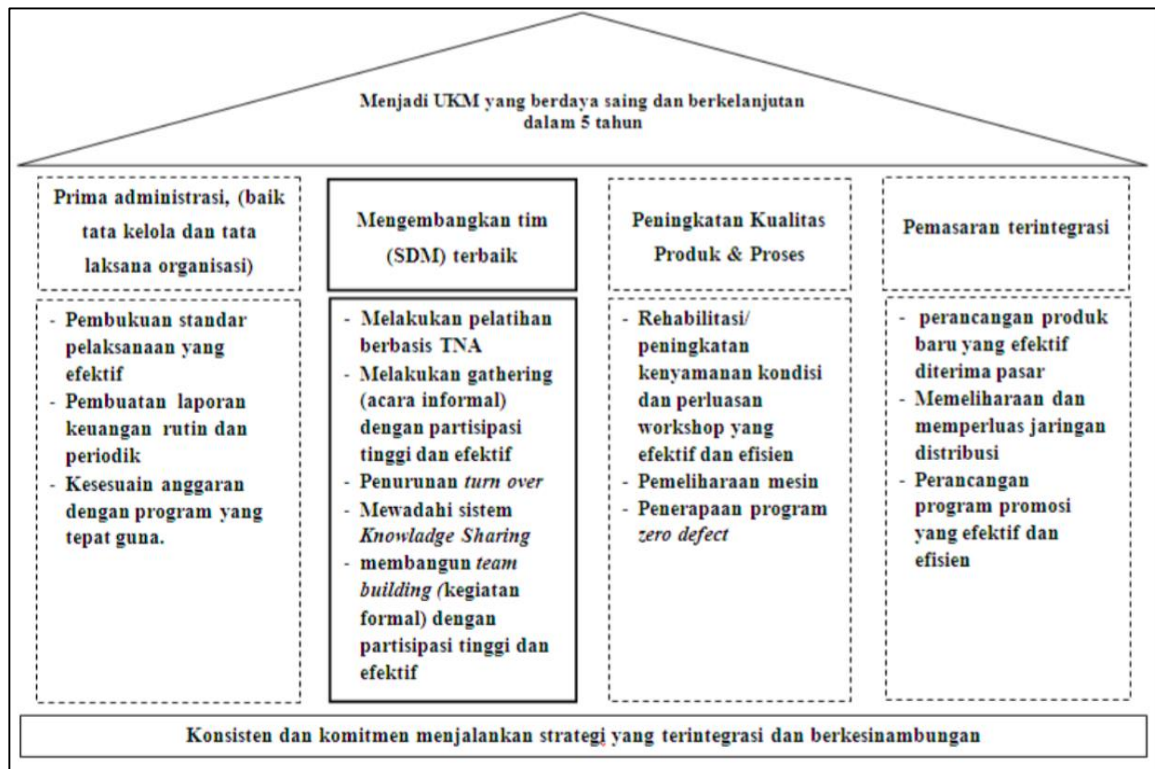 Menjadi UKM yang berdaya saing dan berkelanjutan
dalam 5 tahun
Prima administrasi, (baik
tata kelola dan tata
laksana organisasi)
- Pembukuan standar
pelaksanaan yang
efektif
- Pembuatan laporan
keuangan rutin dan
periodik
- Kesesuain anggaran
dengan program yang
tepat guna.
Mengembangkan tim
(SDM) terbaik
- Melakukan pelatihan
berbasis TNA
- Melakukan gathering
(acara informal)
dengan partisipasi
tinggi dan efektif
- Penurunan turn over
- Mewadahi sistem
Knowladge Sharing
- membangun team
building (kegiatan
formal) dengan
partisipasi tinggi dan
efektif
Peningkatan Kualitas
Produk & Proses
- Rehabilitasi/
peningkatan
kenyamanan kondisi
dan perluasan
workshop yang
efektif dan efisien
- Pemeliharaan mesin
- Penerapaan program
zero defect
Pemasaran terintegrasi
- perancangan produk
baru yang efektif
diterima pasar
- Memeliharaan dan
memperluas jaringan
distribusi
- Perancangan
program promosi
yang efektif dan
efisien
Konsisten dan komitmen menjalankan strategi yang terintegrasi dan berkesinambungan